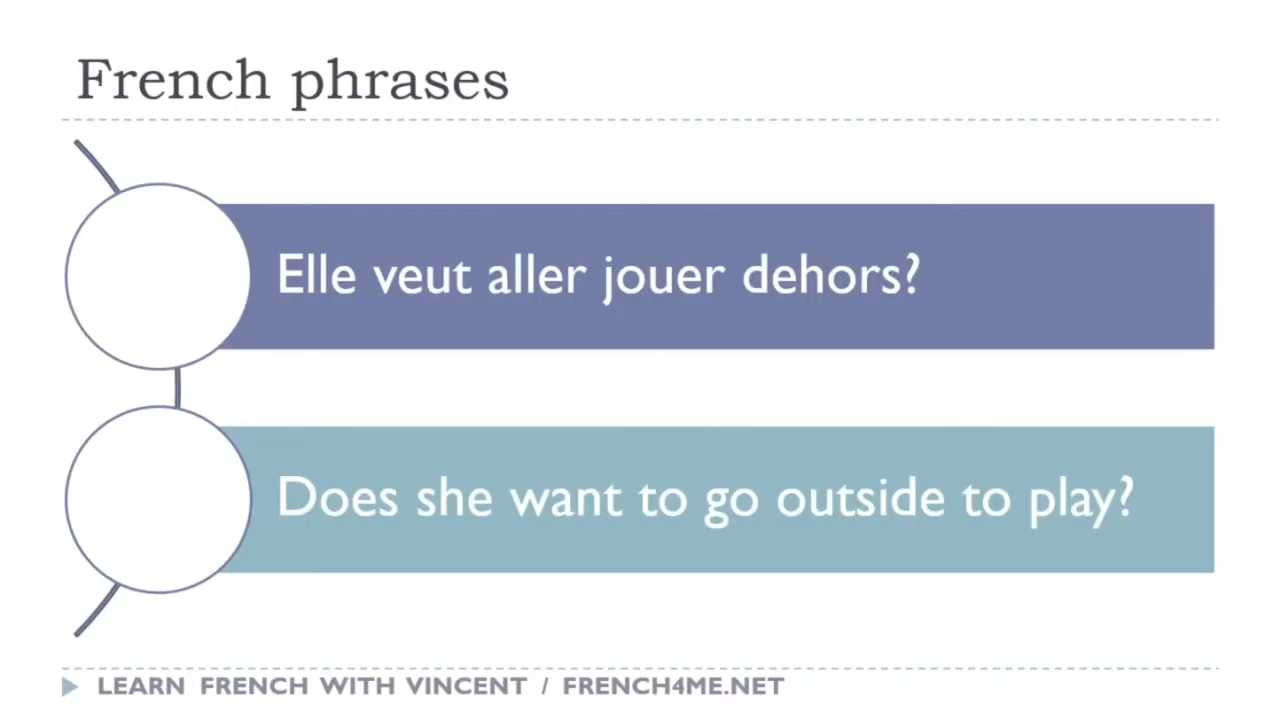 French phrases
Elle veut aller jouer dehors?
Does she want to go outside to play?
LEARN FRENCH WITH VINCENT / FRENCH4ME.NET